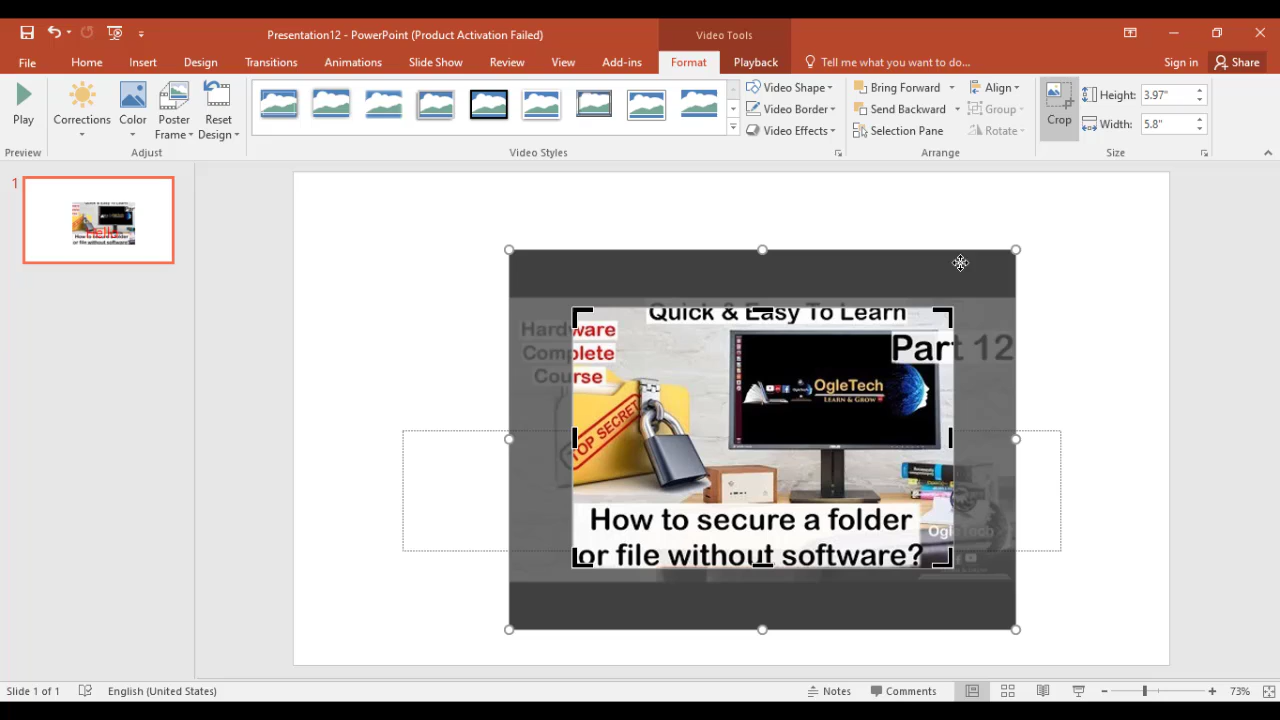 Presentation12 - PowerPoint (Product Activation Failed)
Video Tools
File
Home
Insert
Design
Transitions
Animations
Slide Show
Review
View
Add-ins
Format
Playback
Tell me what you want to do...
Sign in
Share
Play
Corrections
Color
Poster Frame
Reset Design
Video Shape
Video Border
Video Effects
Bring Forward
Send Backward
Selection Pane
Align
Group
Rotate
Crop
Height: 3.97"
Width: 5.8"
Preview
Adjust
Video Styles
Arrange
Size
1
Hello
Quick & Easy To Learn
Hardware
Complete
Course
Part 12
OgleTech
LEARN & GROW
TOP SECRET
How to secure a folder
or file without software?
OgleTech
Slide 1 of 1
English (United States)
Notes
Comments
73%